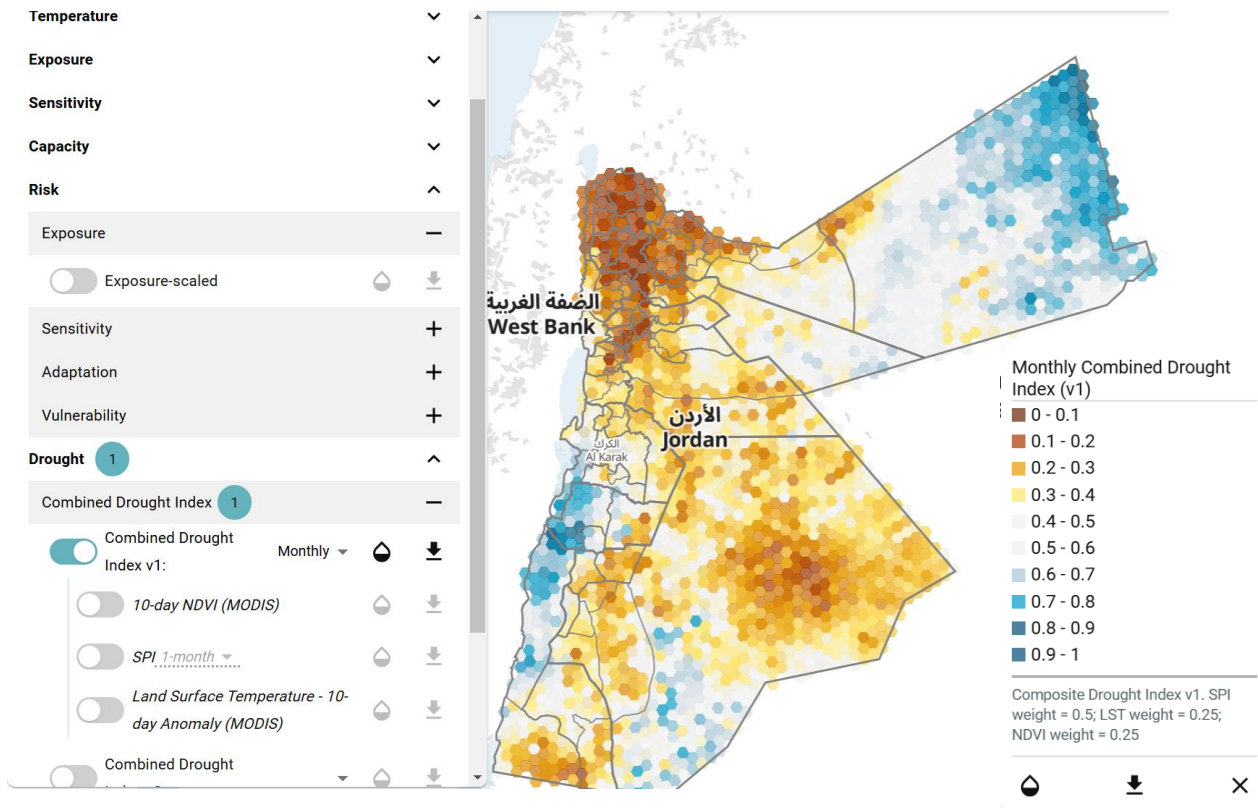 Temperature
Exposure
Sensitivity
Capacity
Risk
Exposure
Exposure-scaled
Sensitivity
Adaptation
Vulnerability
Drought 1
Combined Drought Index 1
Combined Drought
Index v1:
Monthly
10-day NDVI (MODIS)
SPI 1-month
Land Surface Temperature - 10-
day Anomaly (MODIS)
Combined Drought
الضفة الغربية
West Bank
الأردن
Jordan
الكرك
Al Karak
Monthly Combined Drought
Index (v1)
0 - 0.1
0.1 - 0.2
0.2 - 0.3
0.3 - 0.4
0.4 - 0.5
0.5 - 0.6
0.6 - 0.7
0.7 - 0.8
0.8 - 0.9
0.9 - 1
Composite Drought Index v1. SPI
weight = 0.5; LST weight = 0.25;
NDVI weight = 0.25